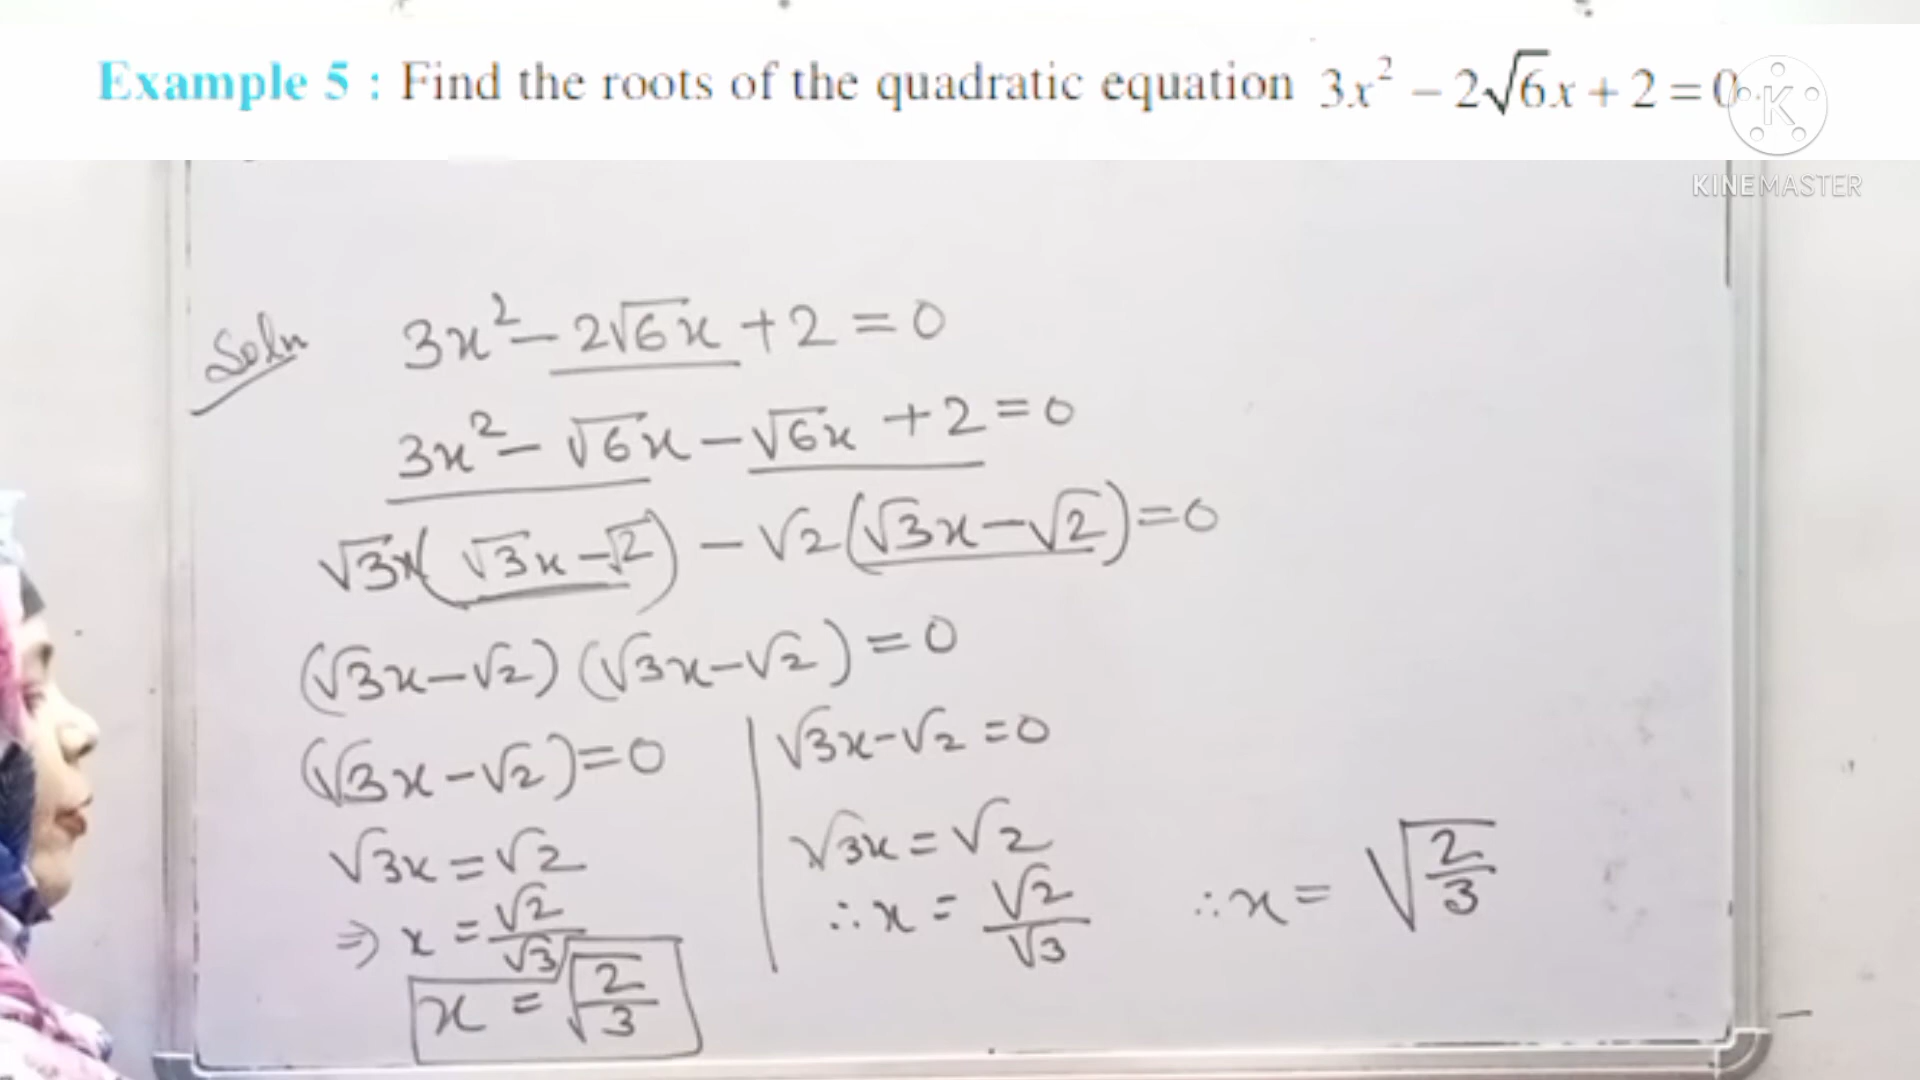 Example 5 : Find the roots of the quadratic equation 3x² − 2√6x + 2 = 0.
KINEMASTER
Soln 3x² − 2√6x + 2 = 0
3x² − √6x − √6x + 2 = 0
√3x(√3x − √2) − √2(√3x − √2) = 0
(√3x − √2)(√3x − √2) = 0
(√3x − √2) = 0
√3x = √2
⇒ x = √2/√3
x = √(2/3)
√3x − √2 = 0
√3x = √2
∴ x = √2/√3
∴ x = √(2/3)